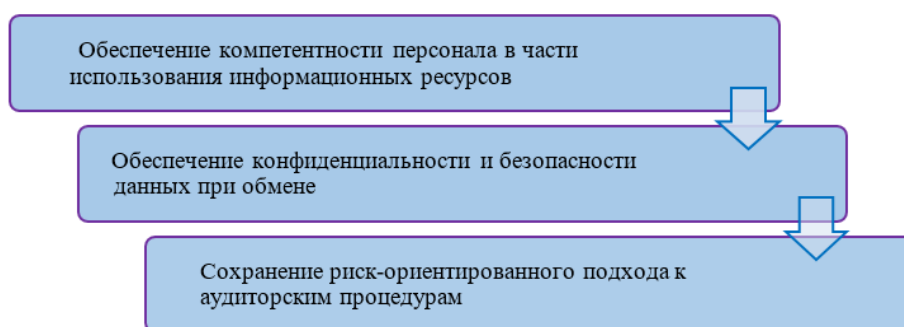 Обеспечение компетентности персонала в части
использования информационных ресурсов
Обеспечение конфиденциальности и безопасности
данных при обмене
Сохранение риск-ориентированного подхода к
аудиторским процедурам